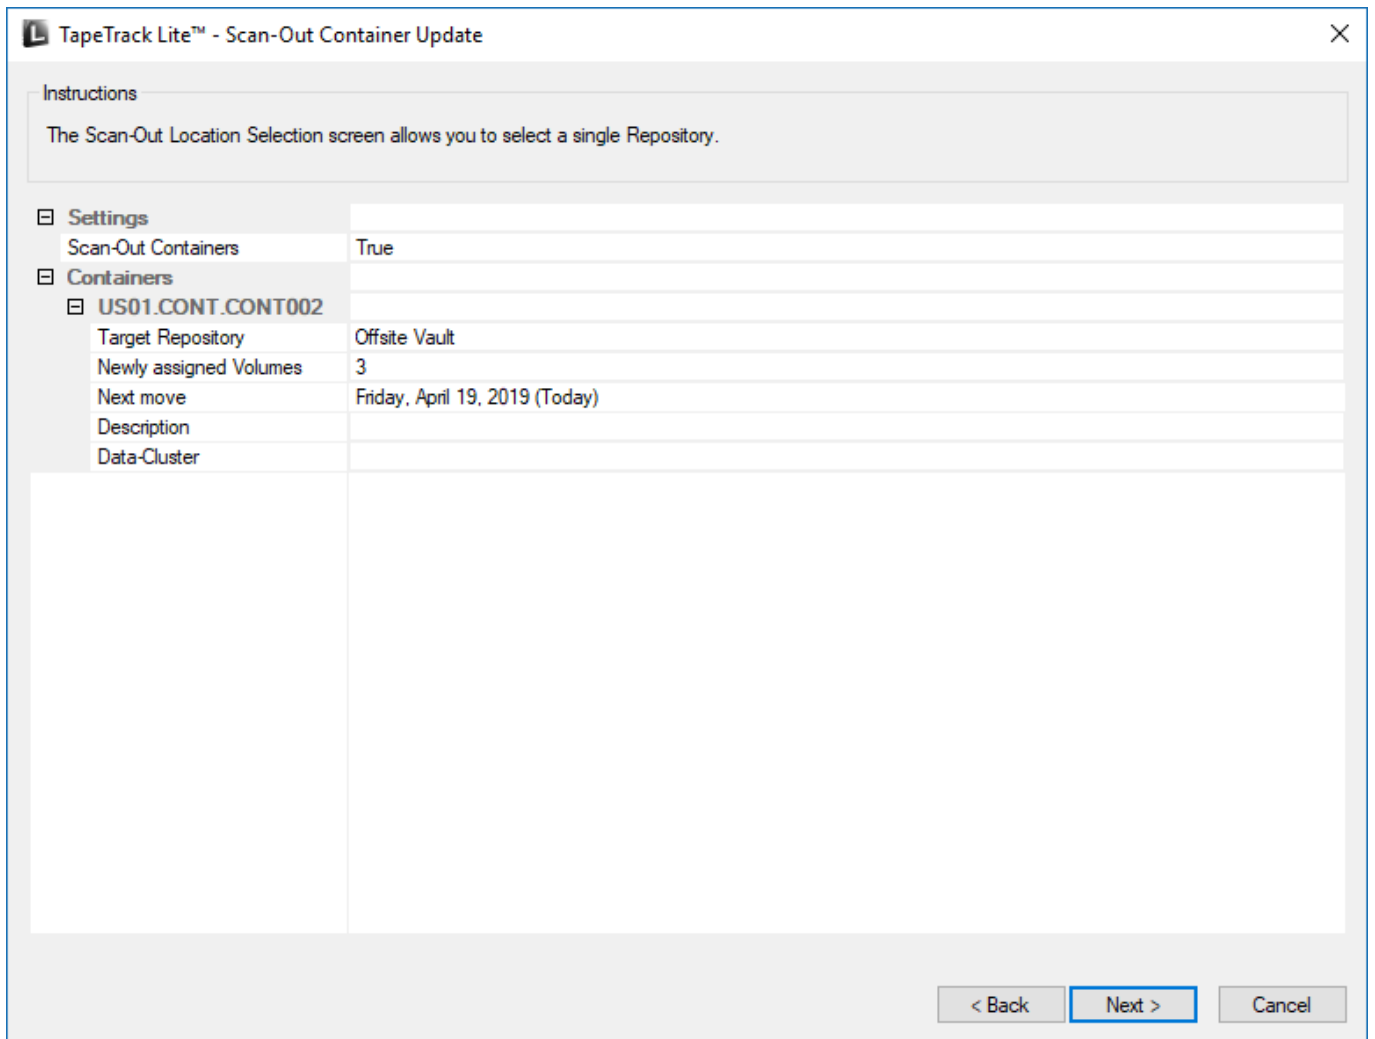 TapeTrack Lite™ - Scan-Out Container Update
Instructions
The Scan-Out Location Selection screen allows you to select a single Repository.
Settings
Scan-Out Containers True
Containers
US01.CONT.CONT002
Target Repository Offsite Vault
Newly assigned Volumes 3
Next move Friday, April 19, 2019 (Today)
Description
Data-Cluster
< Back Next > Cancel